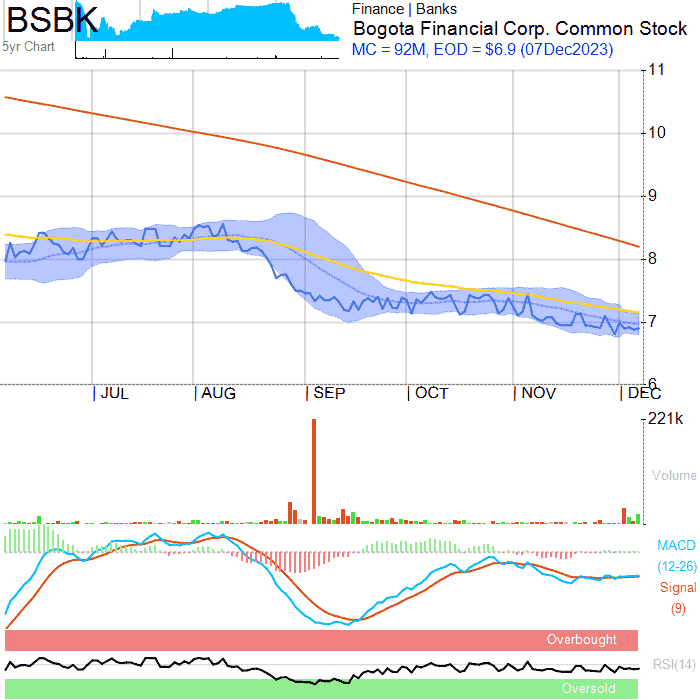 BSBK
5yr Chart
Finance | Banks
Bogota Financial Corp. Common Stock
MC = 92M, EOD = $6.9 (07Dec2023)
11
10
9
8
7
6
JUL AUG SEP OCT NOV DEC
221k
Volume
MACD
(12-26)
Signal
(9)
Overbought
RSI(14)
Oversold